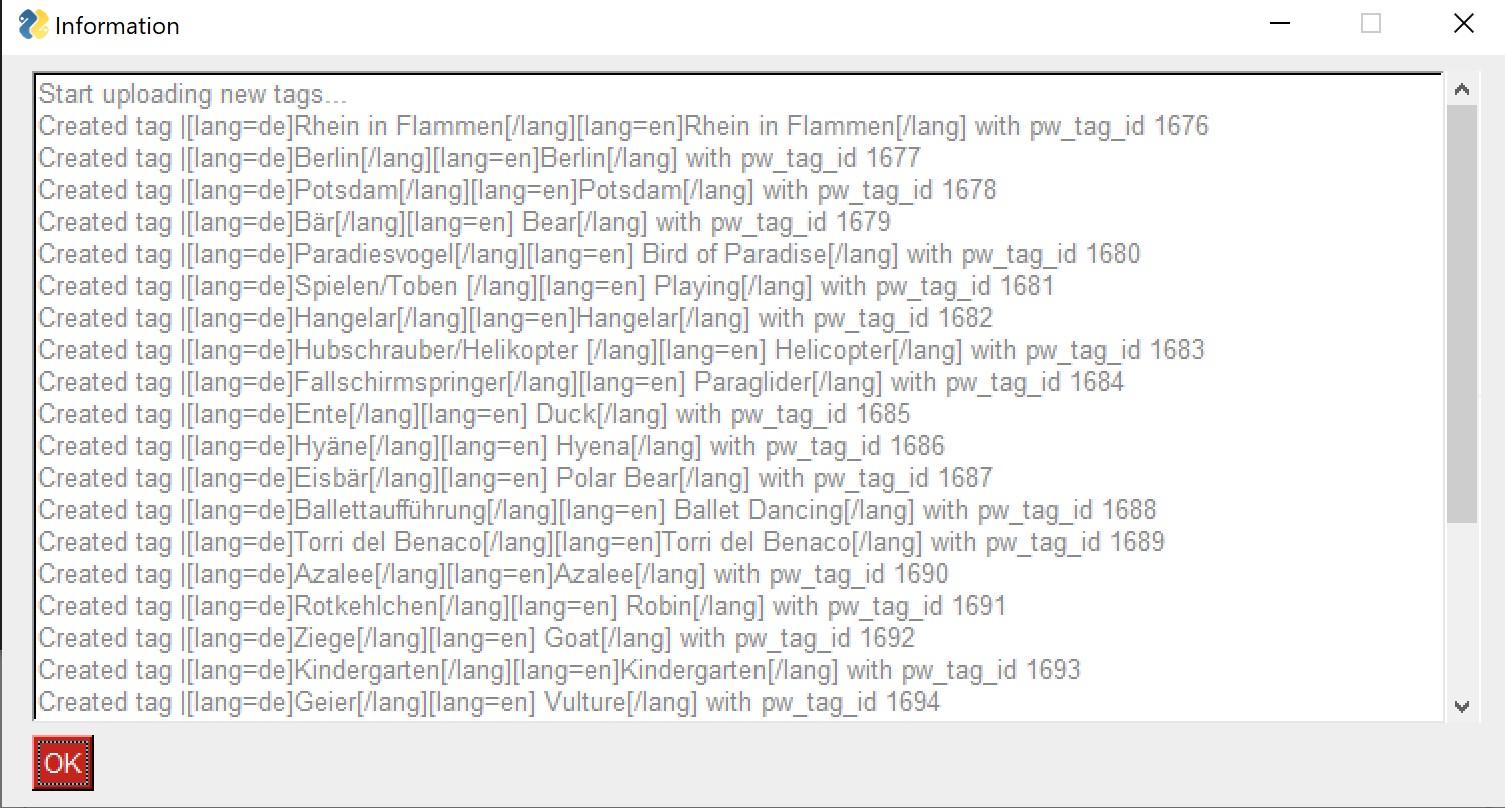 Information
Start uploading new tags...
Created tag |[lang=de]Rhein in Flammen[/lang][lang=en]Rhein in Flammen[/lang] with pw_tag_id 1676
Created tag |[lang=de]Berlin[/lang][lang=en]Berlin[/lang] with pw_tag_id 1677
Created tag |[lang=de]Potsdam[/lang][lang=en]Potsdam[/lang] with pw_tag_id 1678
Created tag |[lang=de]Bär[/lang][lang=en] Bear[/lang] with pw_tag_id 1679
Created tag |[lang=de]Paradiesvogel[/lang][lang=en] Bird of Paradise[/lang] with pw_tag_id 1680
Created tag |[lang=de]Spielen/Toben [/lang][lang=en] Playing[/lang] with pw_tag_id 1681
Created tag |[lang=de]Hangelar[/lang][lang=en]Hangelar[/lang] with pw_tag_id 1682
Created tag |[lang=de]Hubschrauber/Helikopter [/lang][lang=en] Helicopter[/lang] with pw_tag_id 1683
Created tag |[lang=de]Fallschirmspringer[/lang][lang=en] Paraglider[/lang] with pw_tag_id 1684
Created tag |[lang=de]Ente[/lang][lang=en] Duck[/lang] with pw_tag_id 1685
Created tag |[lang=de]Hyäne[/lang][lang=en] Hyena[/lang] with pw_tag_id 1686
Created tag |[lang=de]Eisbär[/lang][lang=en] Polar Bear[/lang] with pw_tag_id 1687
Created tag |[lang=de]Ballettaufführung[/lang][lang=en] Ballet Dancing[/lang] with pw_tag_id 1688
Created tag |[lang=de]Torri del Benaco[/lang][lang=en]Torri del Benaco[/lang] with pw_tag_id 1689
Created tag |[lang=de]Azalee[/lang][lang=en]Azalee[/lang] with pw_tag_id 1690
Created tag |[lang=de]Rotkehlchen[/lang][lang=en] Robin[/lang] with pw_tag_id 1691
Created tag |[lang=de]Ziege[/lang][lang=en] Goat[/lang] with pw_tag_id 1692
Created tag |[lang=de]Kindergarten[/lang][lang=en]Kindergarten[/lang] with pw_tag_id 1693
Created tag |[lang=de]Geier[/lang][lang=en] Vulture[/lang] with pw_tag_id 1694
OK